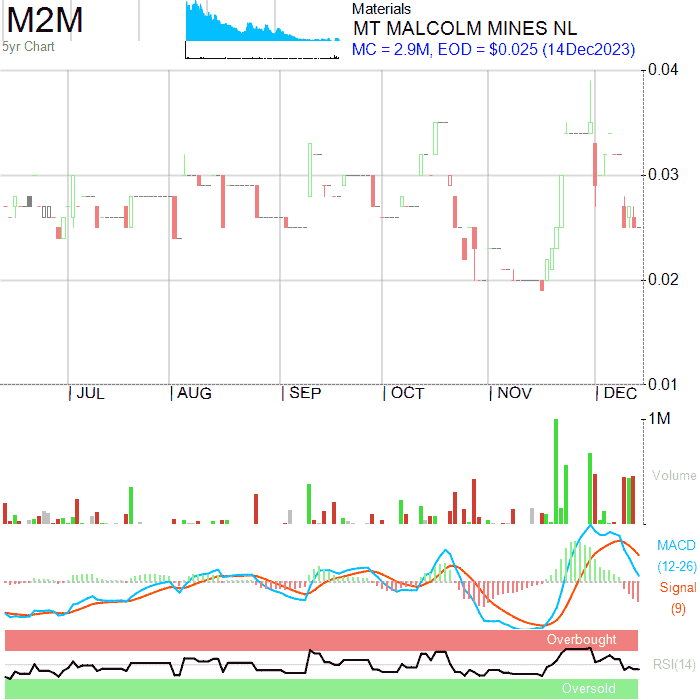 M2M
5yr Chart
Materials
MT MALCOLM MINES NL
MC = 2.9M, EOD = $0.025 (14Dec2023)
0.04
0.03
0.02
0.01
JUL AUG SEP OCT NOV DEC
1M
Volume
MACD
(12-26)
Signal
(9)
Overbought
RSI(14)
Oversold